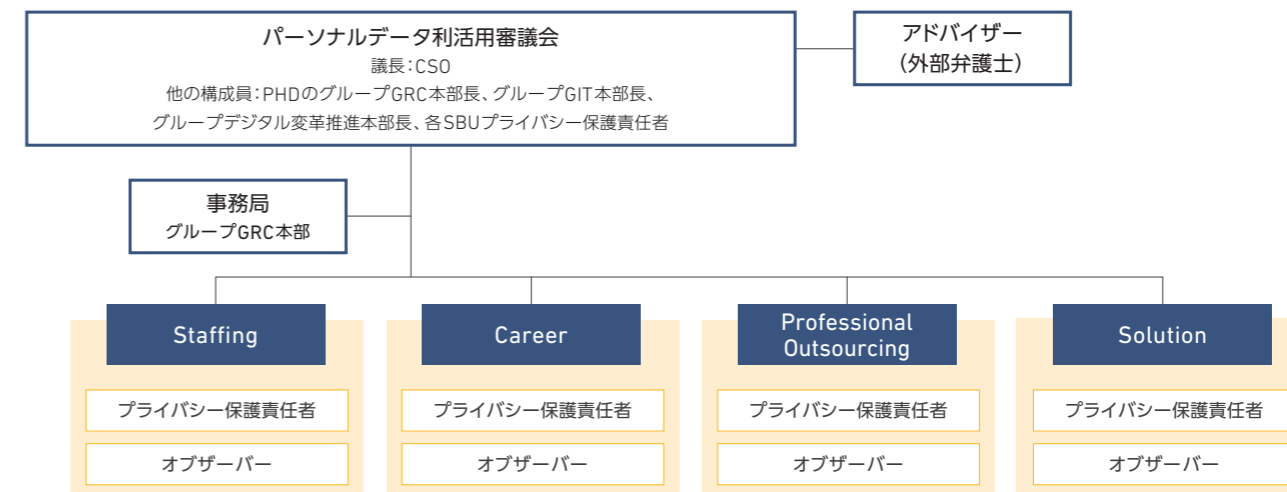 パーソナルデータ利活用審議会
議長：CSO
他の構成員：PHDのグループGRC本部長、グループGIT本部長、
グループデジタル変革推進本部長、各SBUプライバシー保護責任者
アドバイザー
（外部弁護士）
事務局
グループGRC本部
Staffing
プライバシー保護責任者
オブザーバー
Career
プライバシー保護責任者
オブザーバー
Professional
Outsourcing
プライバシー保護責任者
オブザーバー
Solution
プライバシー保護責任者
オブザーバー